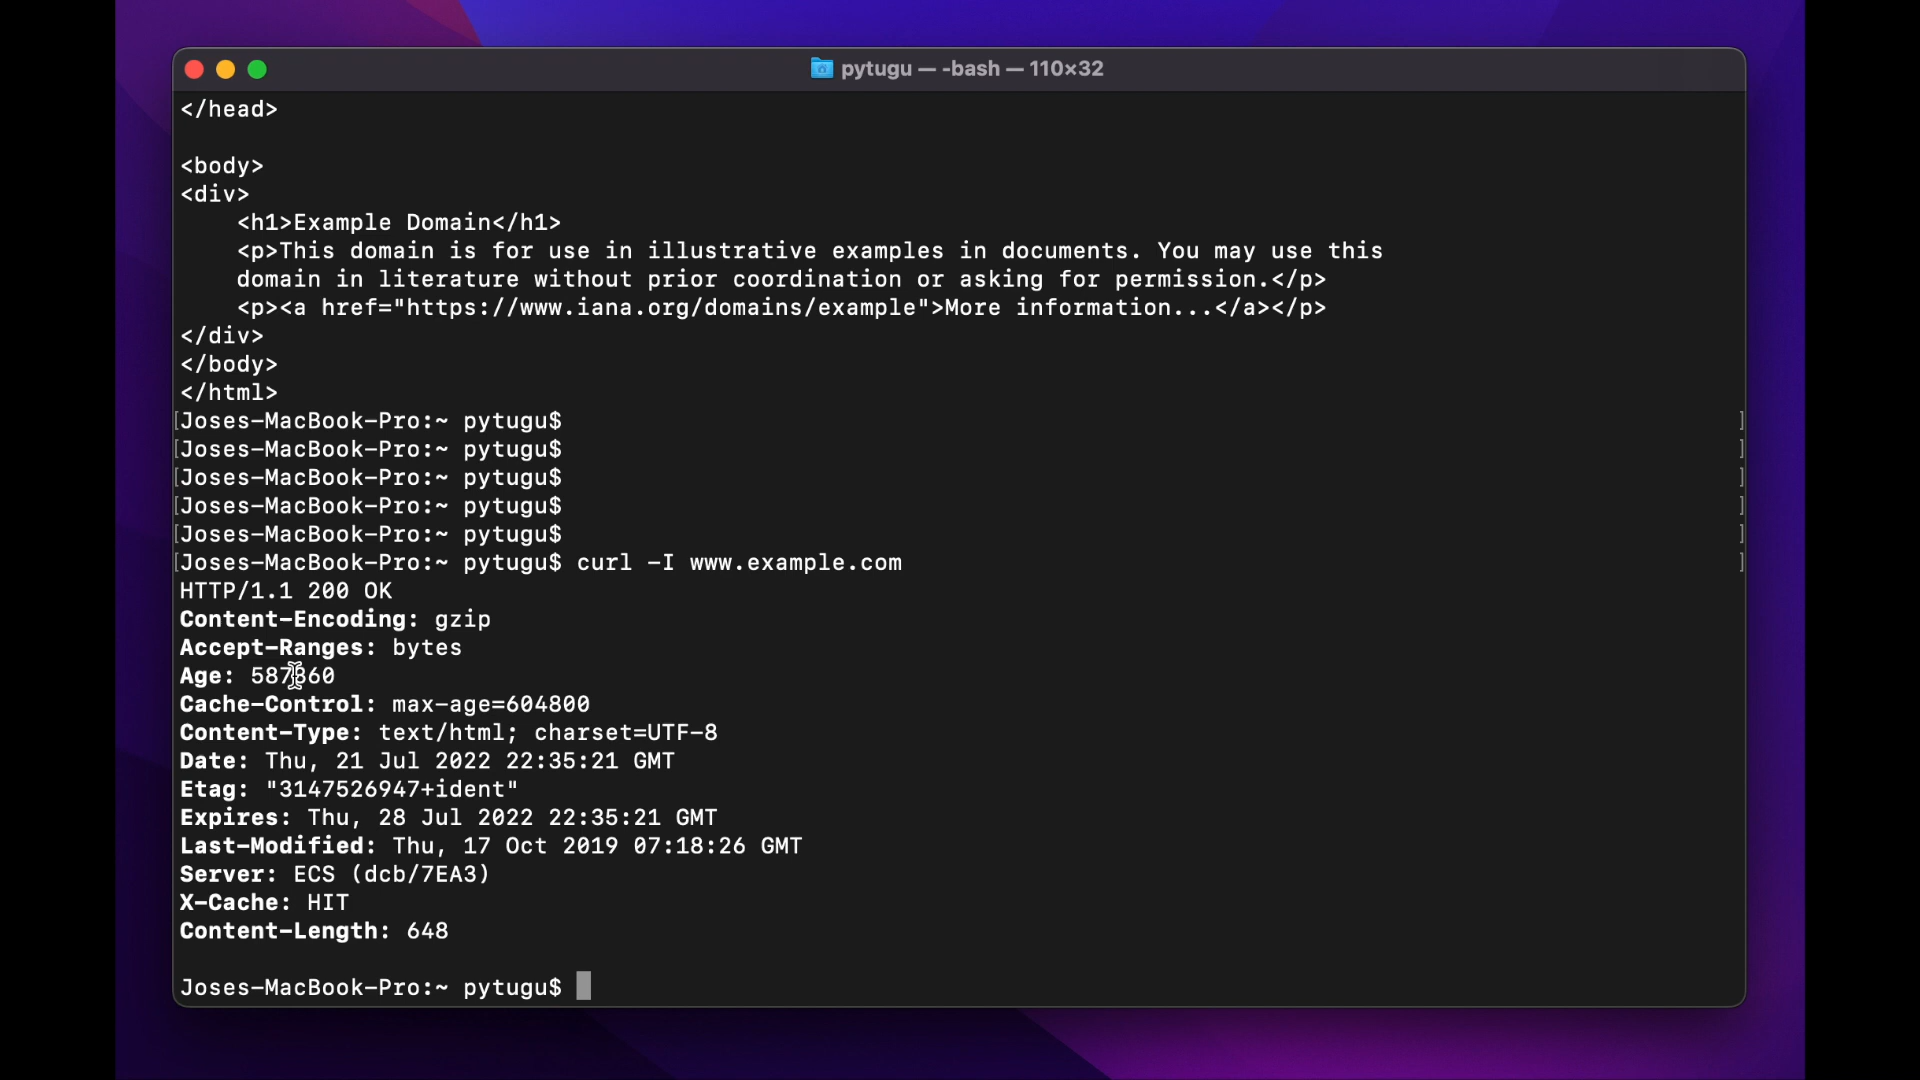 pytugu — -bash — 110×32
</head>
<body>
<div>
<h1>Example Domain</h1>
<p>This domain is for use in illustrative examples in documents. You may use this
domain in literature without prior coordination or asking for permission.</p>
<p><a href="https://www.iana.org/domains/example">More information...</a></p>
</div>
</body>
</html>
[Joses-MacBook-Pro:~ pytugu$ ]
[Joses-MacBook-Pro:~ pytugu$ ]
[Joses-MacBook-Pro:~ pytugu$ ]
[Joses-MacBook-Pro:~ pytugu$ ]
[Joses-MacBook-Pro:~ pytugu$ ]
[Joses-MacBook-Pro:~ pytugu$ curl -I www.example.com ]
HTTP/1.1 200 OK
Content-Encoding: gzip
Accept-Ranges: bytes
Age:
Cache-Control: max-age=604800
Content-Type: text/html; charset=UTF-8
Date: Thu, 21 Jul 2022 22:35:21 GMT
Etag: "3147526947+ident"
Expires: Thu, 28 Jul 2022 22:35:21 GMT
Last-Modified: Thu, 17 Oct 2019 07:18:26 GMT
Server: ECS (dcb/7EA3)
X-Cache: HIT
Content-Length: 648
Joses-MacBook-Pro:~ pytugu$